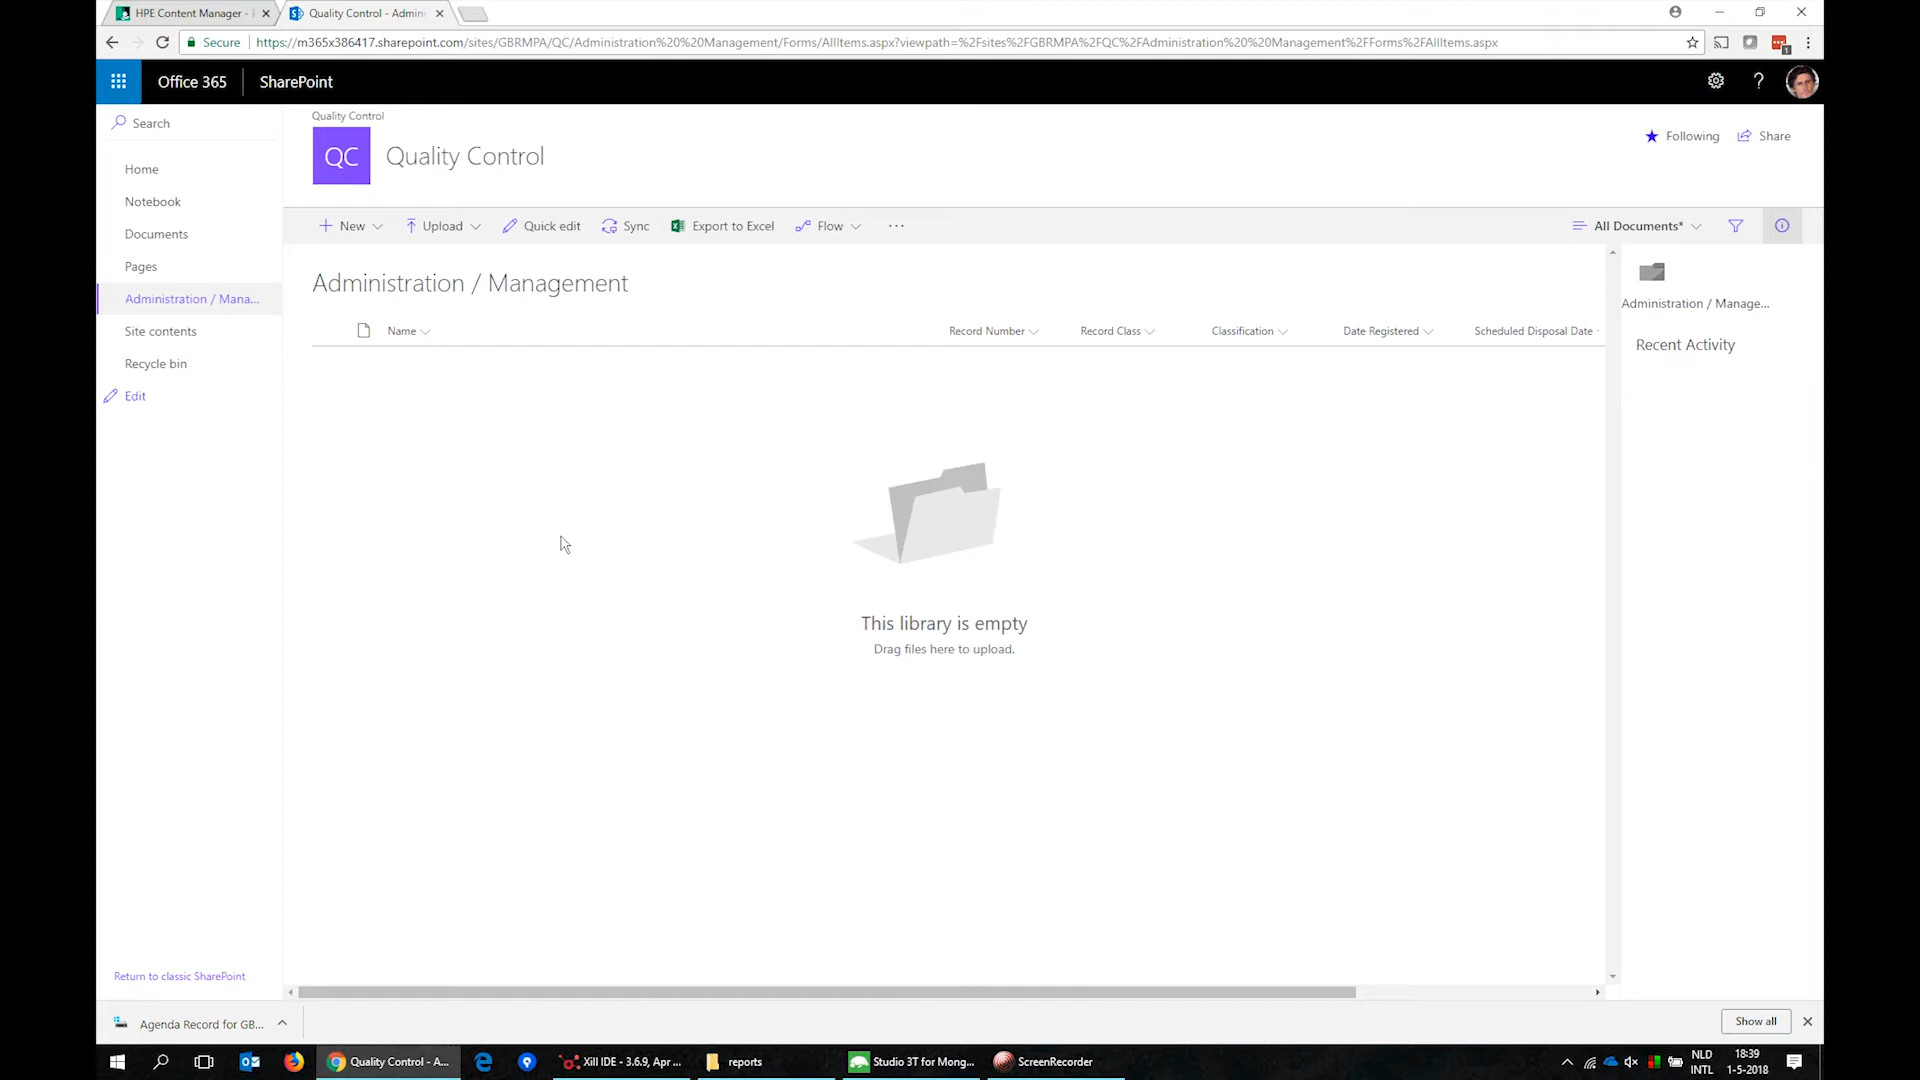 HPE Content Manager -
Quality Control - Admin
Secure
https://m365x386417.sharepoint.com/sites/GBRMPA/QC/Administration%20%20Management/Forms/AllItems.aspx?viewpath=%2Fsites%2FGBRMPA%2FQC%2FAdministration%20%20Management%2FForms%2FAllItems.aspx
1
Office 365
SharePoint
?
Search
Home
Notebook
Documents
Pages
Administration / Mana...
Site contents
Recycle bin
Edit
Return to classic SharePoint
Quality Control
QC
Quality Control
Following
Share
New
Upload
Quick edit
Sync
Export to Excel
Flow
...
All Documents*
Administration / Management
Name
Record Number
Record Class
Classification
Date Registered
Scheduled Disposal Date
This library is empty
Drag files here to upload.
Administration / Manage...
Recent Activity
Agenda Record for GB...
Show all
Quality Control - A...
Xill IDE - 3.6.9, Apr ...
reports
Studio 3T for Mong...
ScreenRecorder
NLD
INTL
18:39
1-5-2018